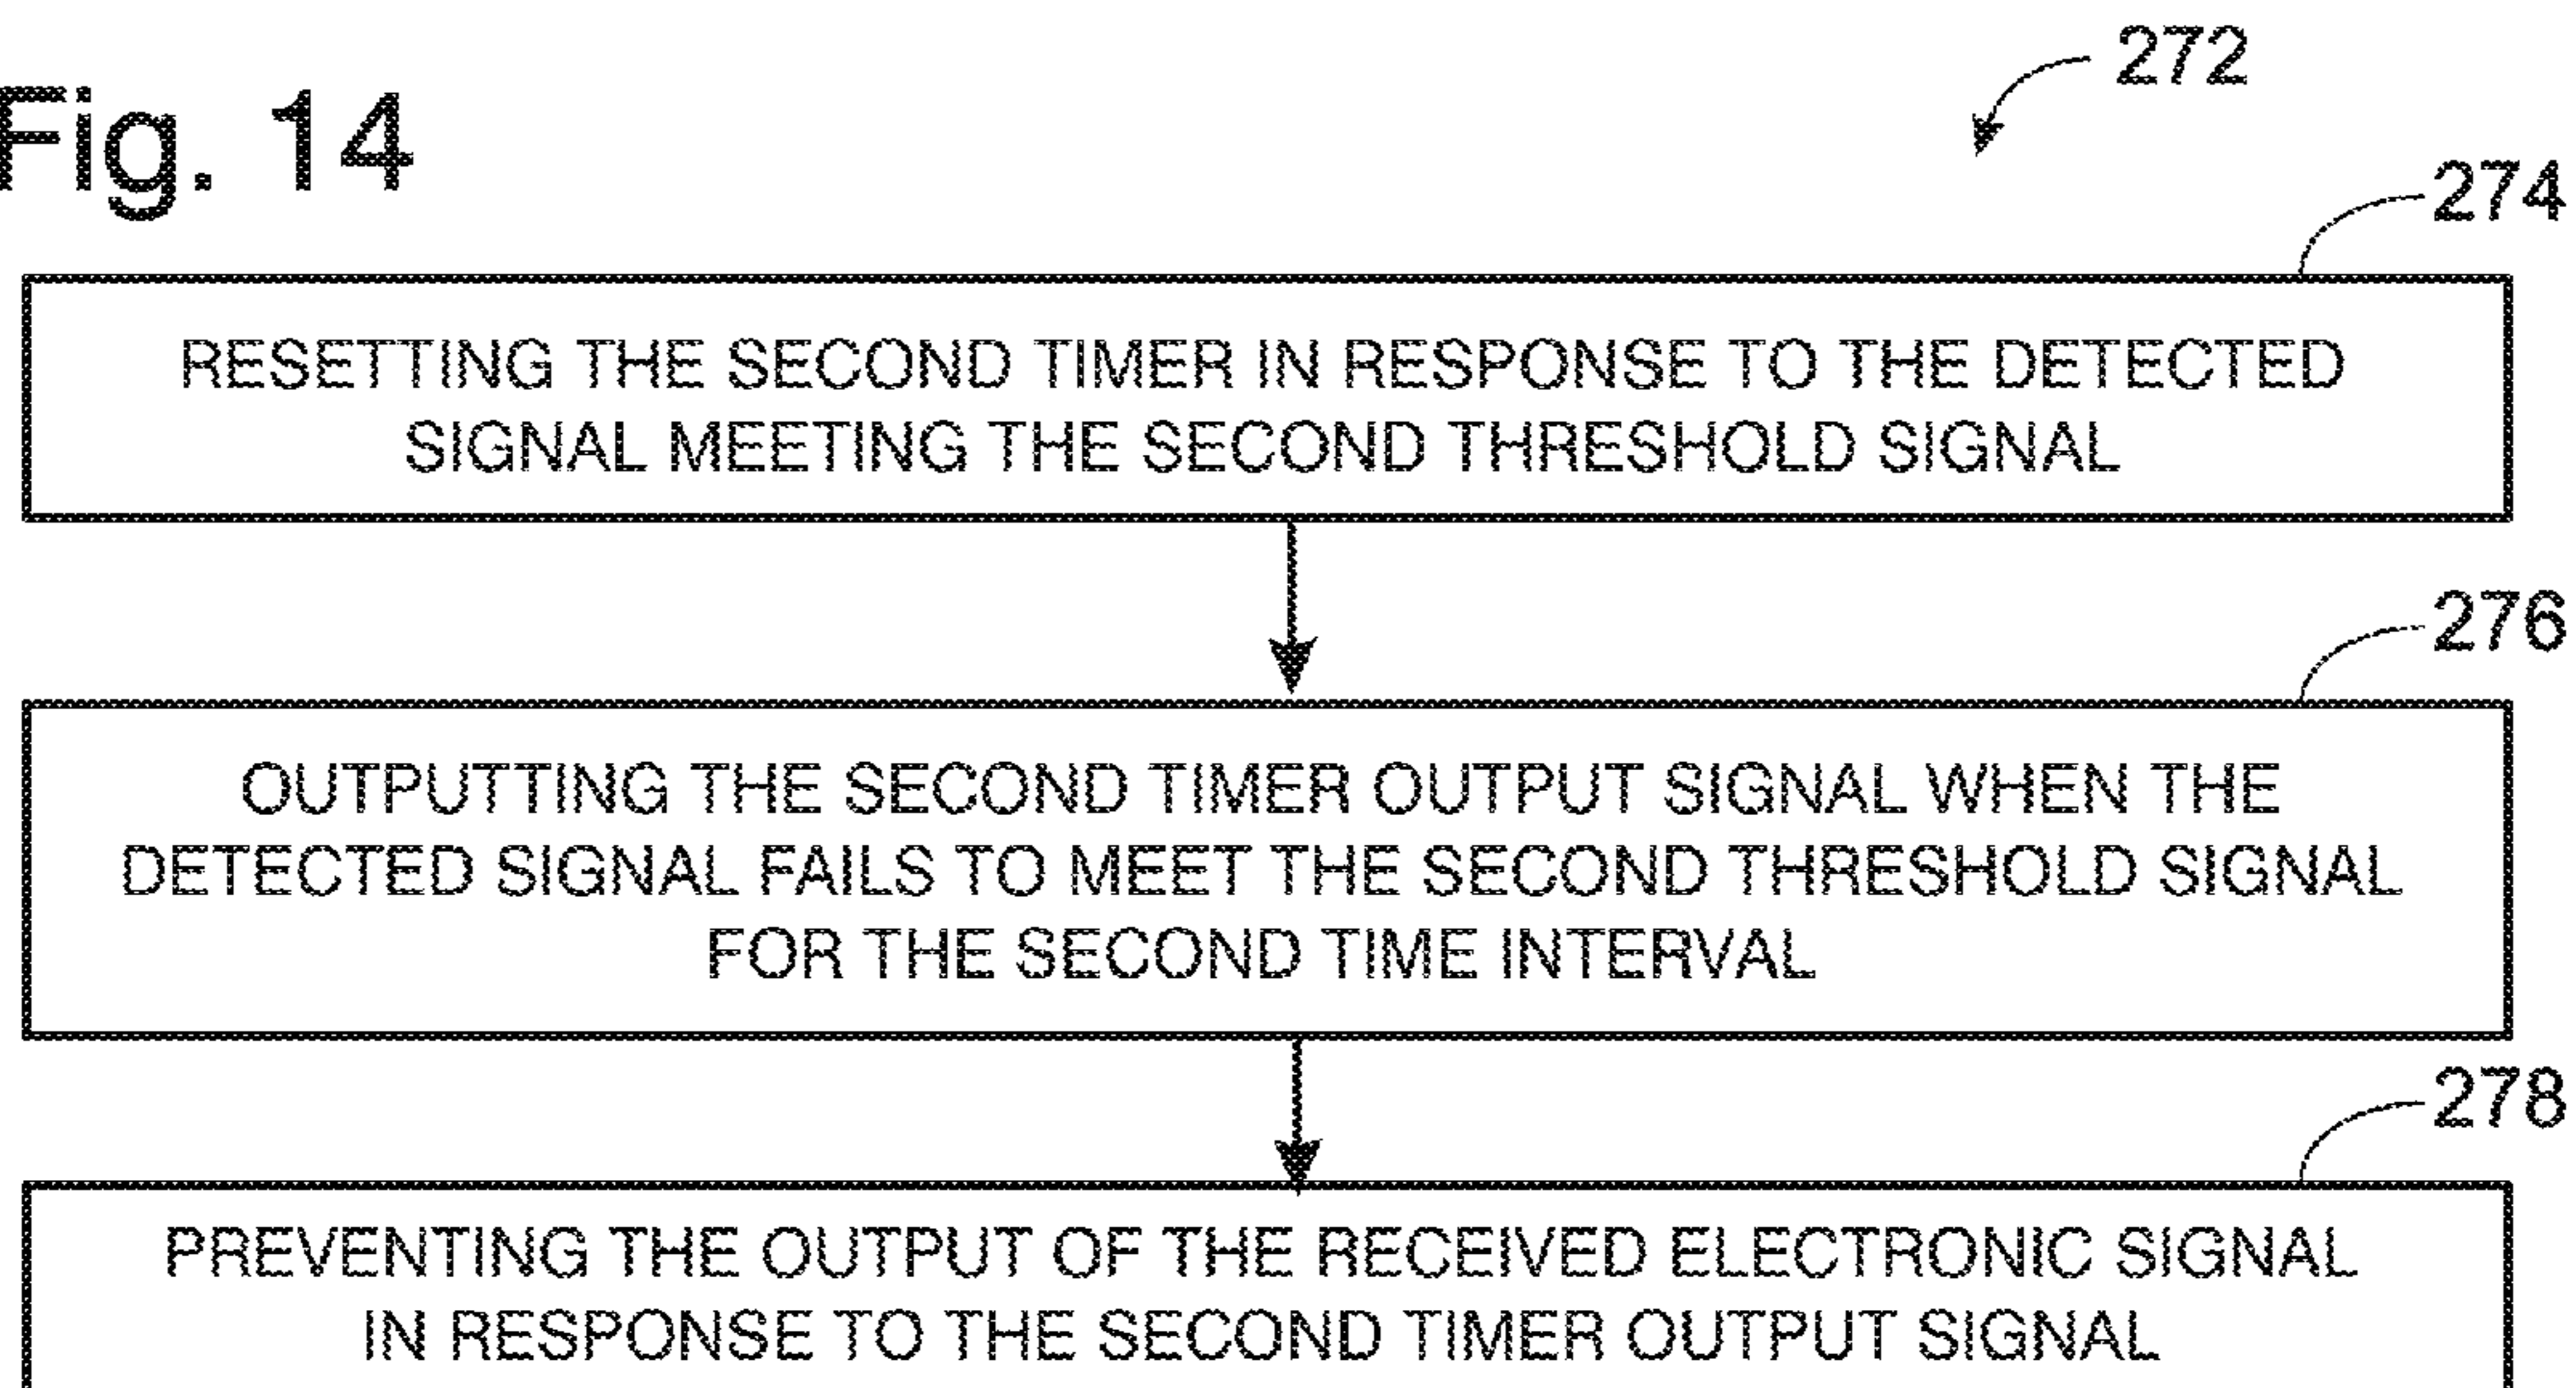 Fig. 14
272
274
RESETTING THE SECOND TIMER IN RESPONSE TO THE DETECTED
SIGNAL MEETING THE SECOND THRESHOLD SIGNAL
276
OUTPUTTING THE SECOND TIMER OUTPUT SIGNAL WHEN THE
DETECTED SIGNAL FAILS TO MEET THE SECOND THRESHOLD SIGNAL
FOR THE SECOND TIME INTERVAL
278
PREVENTING THE OUTPUT OF THE RECEIVED ELECTRONIC SIGNAL
IN RESPONSE TO THE SECOND TIMER OUTPUT SIGNAL